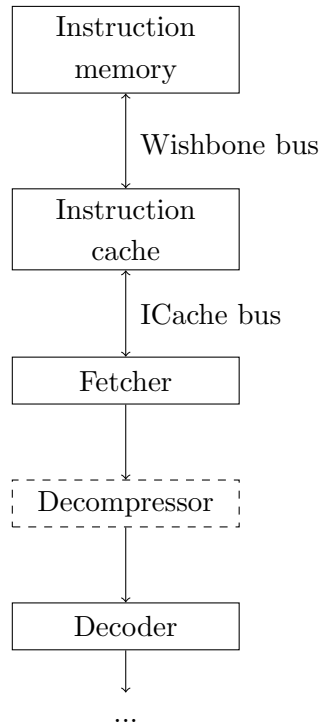 Instruction
memory
Wishbone bus
Instruction
cache
ICache bus
Fetcher
Decompressor
Decoder
...